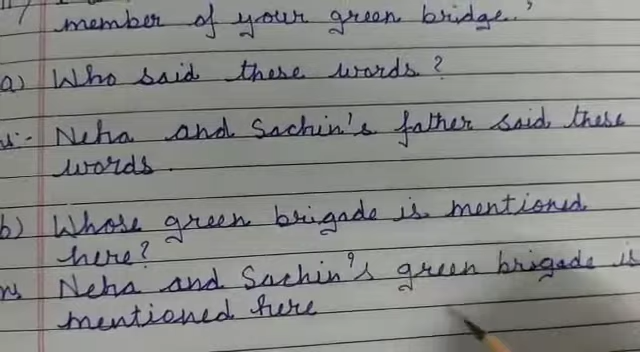 member of your green bridge.'
a) Who said these words?
s:- Neha and Sachin's father said these
words.
b) Whose green brigade is mentioned
here?
ns Neha and Sachin's green brigade is
mentioned here